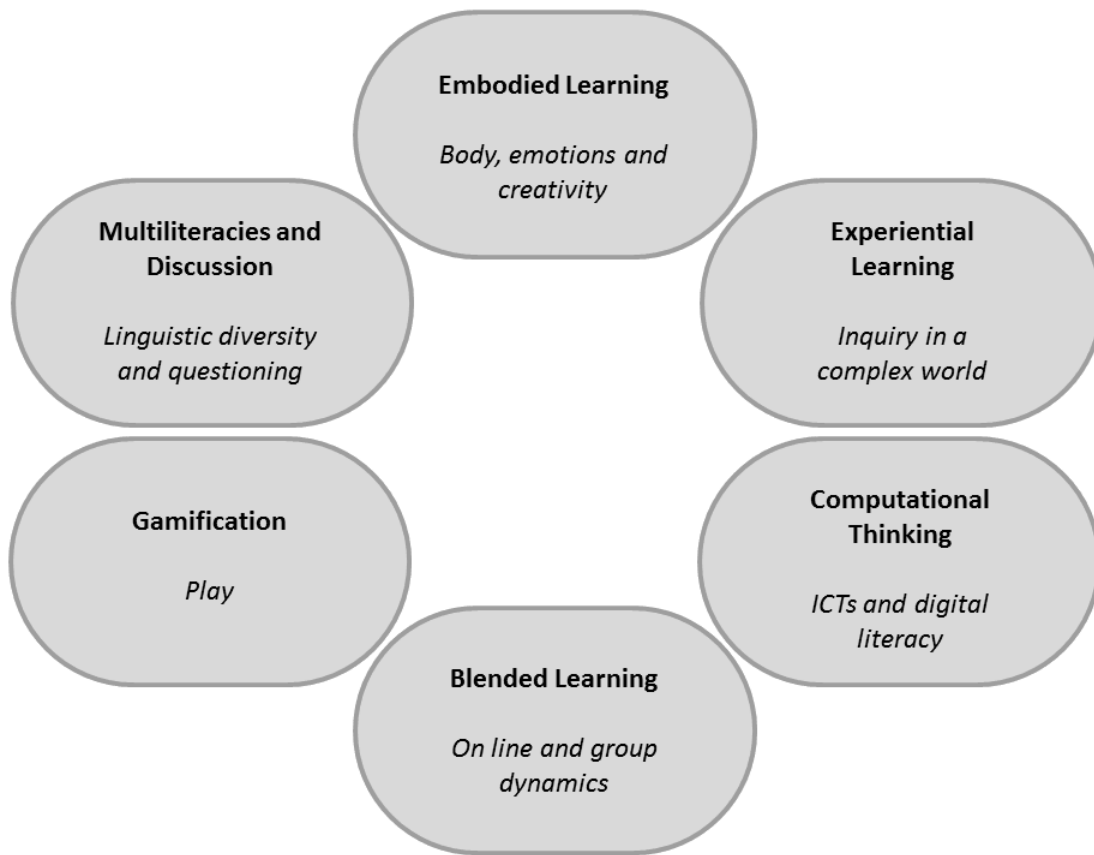 Embodied Learning
Body, emotions and
creativity
Multiliteracies and
Discussion
Linguistic diversity
and questioning
Experiential
Learning
Inquiry in a
complex world
Gamification
Play
Computational
Thinking
ICTs and digital
literacy
Blended Learning
On line and group
dynamics